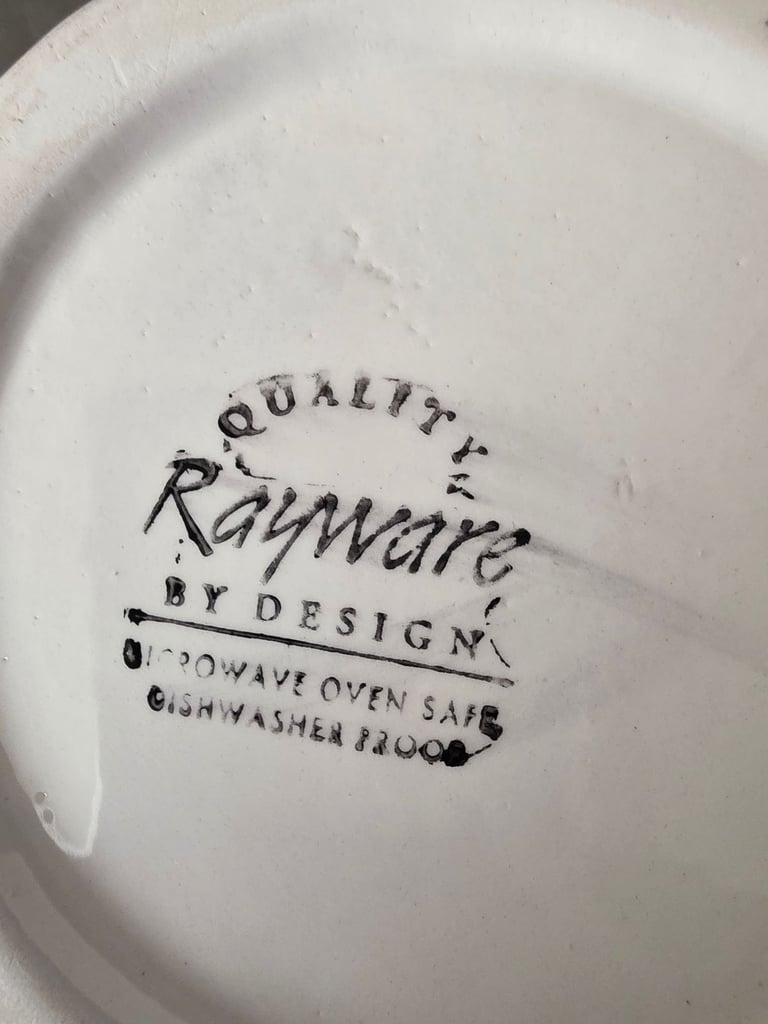 QUALITY
Rayware
BY DESIGN
MICROWAVE OVEN SAFE
DISHWASHER PROOF